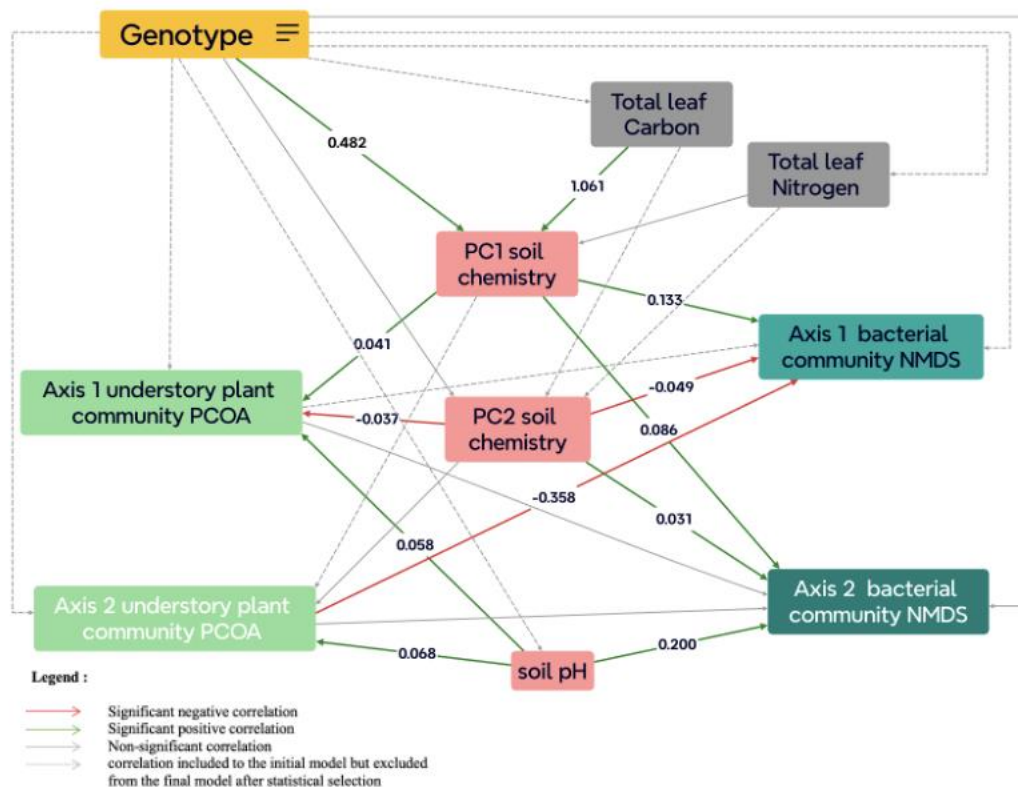 Genotype
Total leaf
Carbon
Total leaf
Nitrogen
0.482
1.061
PC1 soil
chemistry
0.133
Axis 1 bacterial
community NMDS
0.041
Axis 1 understory plant
community PCOA
-0.037
PC2 soil
chemistry
-0.049
0.086
-0.358
0.031
0.058
Axis 2 understory plant
community PCOA
Axis 2 bacterial
community NMDS
0.068
soil pH
0.200
Legend :
Significant negative correlation
Significant positive correlation
Non-significant correlation
correlation included to the initial model but excluded
from the final model after statistical selection